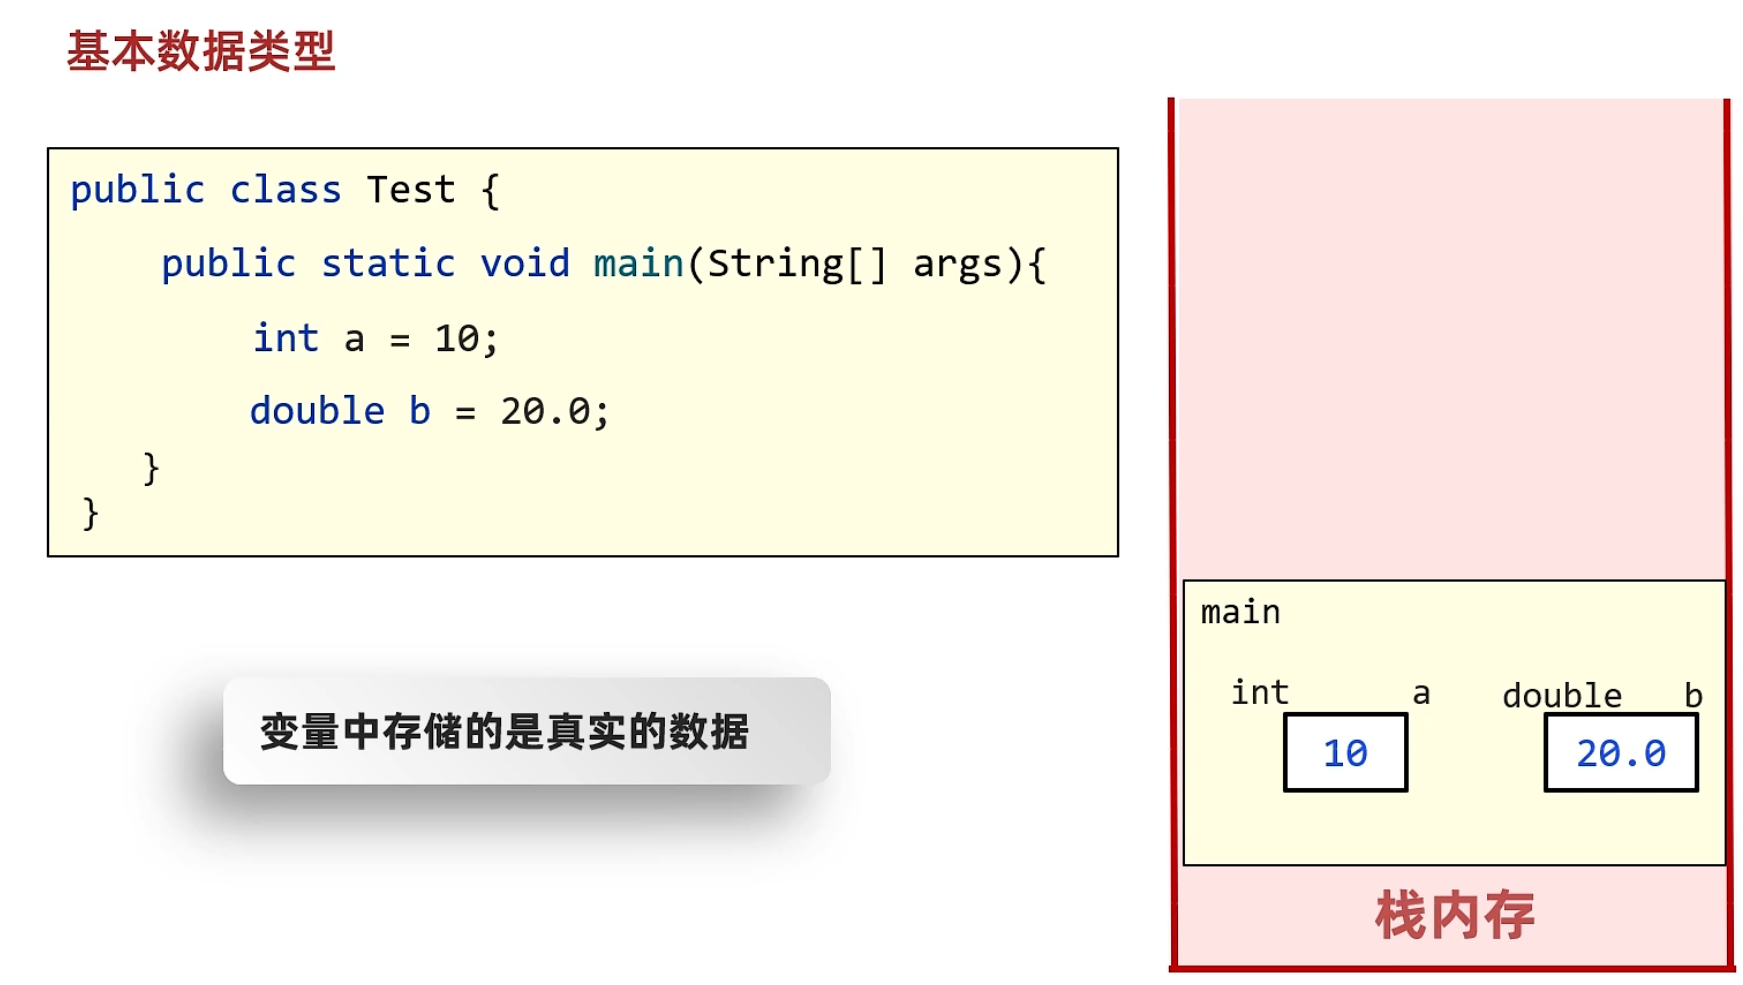 基本数据类型
public class Test {
public static void main(String[] args){
int a = 10;
double b = 20.0;
}
}
变量中存储的是真实的数据
main
int a double b
10 20.0
栈内存